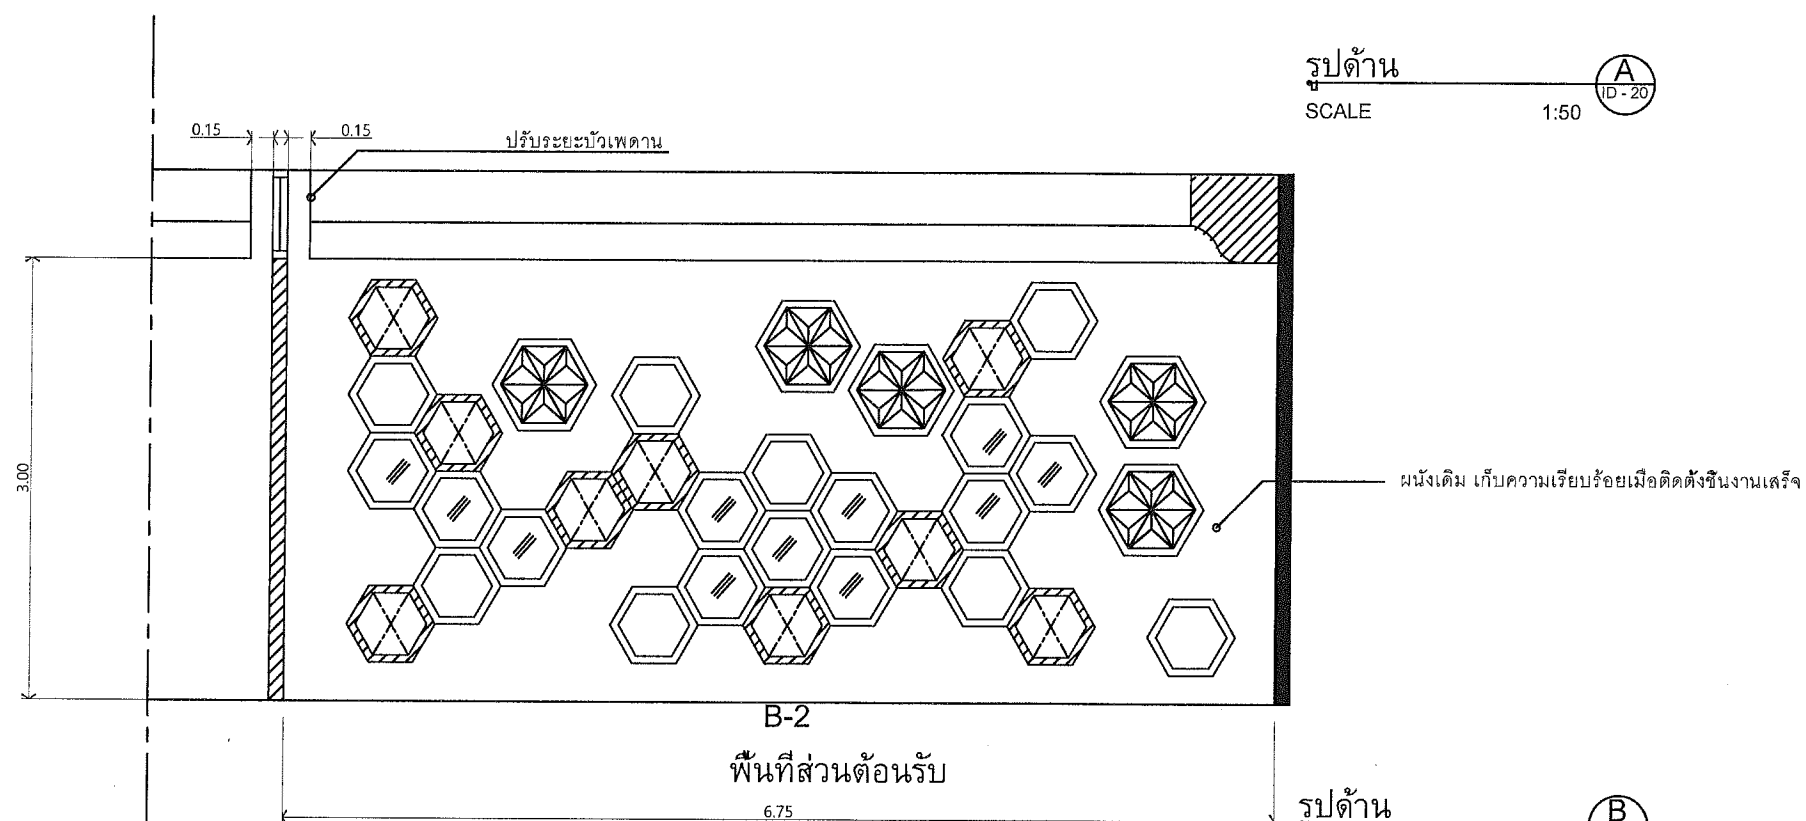 รูปด้าน
A
ID - 20
SCALE 1:50
0.15
0.15
ปรับระยะบัวเพดาน
3.00
ผนังเดิม เก็บความเรียบร้อยเมื่อติดตั้งชิ้นงานเสร็จ
B-2
พื้นที่ส่วนต้อนรับ
6.75
รูปด้าน
B